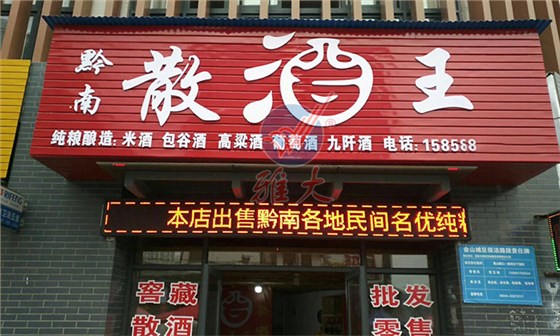 黔南
散酒王
纯粮酿造:米酒 包谷酒 高粱酒 葡萄酒 九阡酒 电话:158568
雅大
本店出售黔南各地民间名优纯粮
窖藏
散酒
批发
零售